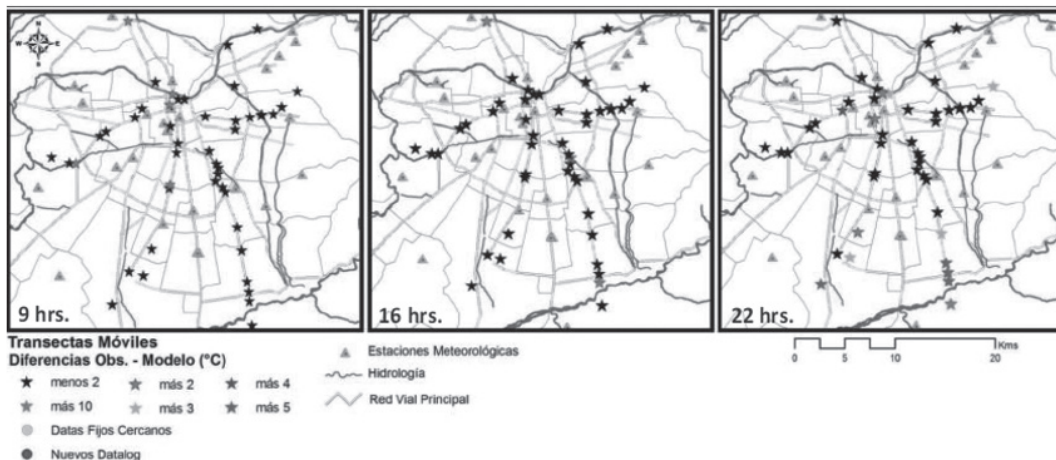 N
W E
S
9 hrs.
16 hrs.
22 hrs.
Transectas Móviles
Diferencias Obs. - Modelo (°C)
menos 2 más 2 más 4
más 10 más 3 más 5
Datas Fijos Cercanos
Nuevos Datalog
Estaciones Meteorológicas
Hidrología
Red Vial Principal
0 5 10 20 Kms